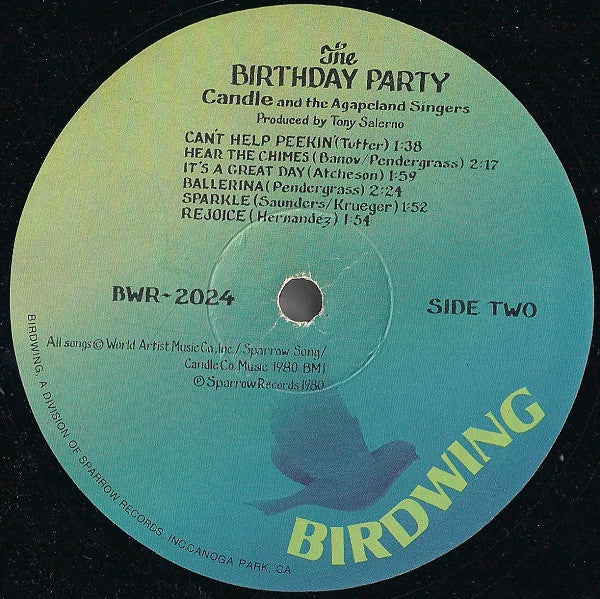 The
BIRTHDAY PARTY
Candle and the Agapeland Singers
Produced by Tony Salerno
CAN'T HELP PEEKIN' (Tutter) 1:38
HEAR THE CHIMES (Banov/Pendergrass) 2:17
IT'S A GREAT DAY (Atcheson) 1:59
BALLERINA (Pendergrass) 2:24
SPARKLE (Saunders/Krueger) 1:52
REJOICE (Hernandez) 1:54
BWR-2024
SIDE TWO
All songs © World Artist Music Co., Inc./ Sparrow Song/
Candle Co. Music 1980 BMI
℗ Sparrow Records 1980
BIRDWING, A DIVISION OF SPARROW RECORDS, INC. CANOGA PARK, CA
BIRDWING